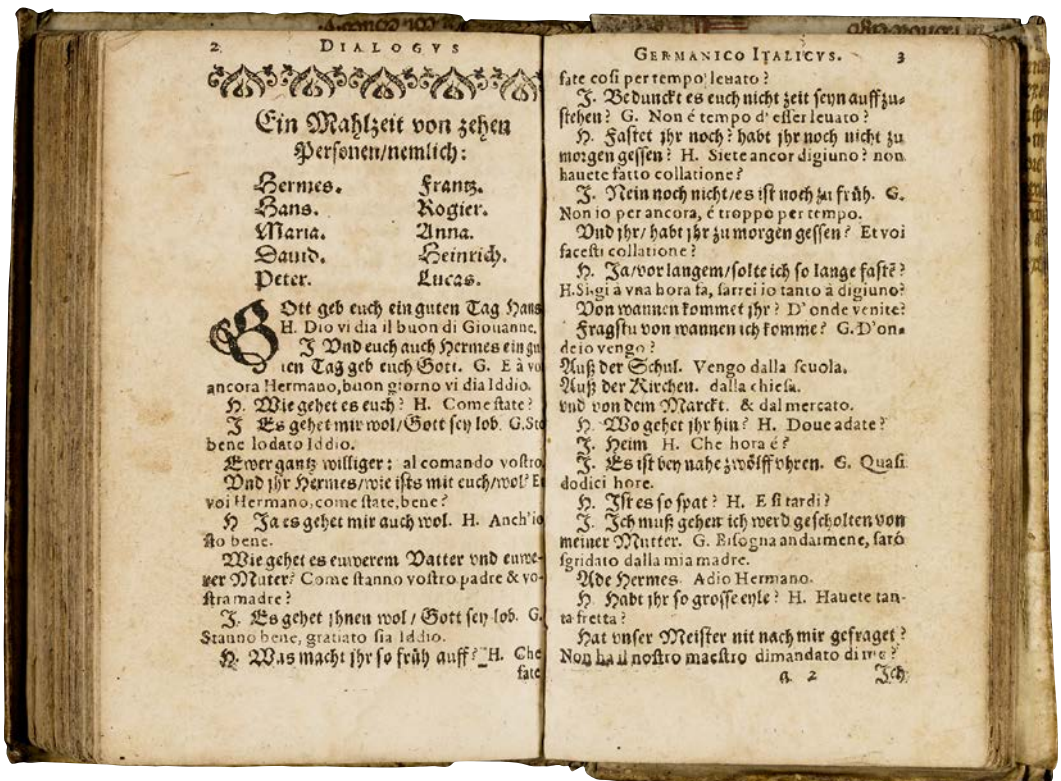 2 DIALOGVS
Ein Mahlzeit von zehen
Personen/nemlich:
Hermes. Frantz.
Hans. Rogier.
Maria. Anna.
Dauid. Heinrich.
Peter. Lucas.
GOtt geb euch ein guten Tag Hans
H. Dio vi dia il buon di Giouanne.
J Vnd euch auch Hermes ein gu
ten Tag geb euch Gott. G. E à vo
ancora Hermano, buon giorno vi dia Iddio.
H. Wie gehet es euch? H. Come state?
J Es gehet mir wol/Gott sey lob. G. Sto
bene lodato Iddio.
Ewer gantz williger: al comando vostro
Vnd jhr Hermes/wie ists mit euch/wol? E
voi Hermano, come state, bene?
H Ja es gehet mir auch wol. H. Anch'io
sto bene.
Wie gehet es euwerem Vatter vnd euwe-
rer Muter? Come stanno vostro padre & vo-
stra madre?
J. Es gehet jhnen wol / Gott sey lob. G.
Stanno bene, gratiato sia Iddio.
H. Was macht jhr so früh auff? H. Che
fate
GERMANICO ITALICVS. 3
fate cosi per tempo leuato?
J. Bedunckt es euch nicht zeit seyn auff zu-
stehen? G. Non é tempo d'esser leuato?
H. Fastet jhr noch? habt jhr noch nicht zu
morgen gessen? H. Siete ancor digiuno? non
hauete fatto collatione?
J. Nein noch nicht/es ist noch zu früh. G.
Non io per ancora, é troppo per tempo.
Vnd jhr/ habt jhr zu morgen gessen? Et voi
facesti collatione?
H. Ja/vor langem/solte ich so lange fastē?
H. Si, gi à vna hora fa, sarrei io tanto à digiuno?
Von wannen kommet jhr? D'onde venite?
Fragstu von wannen ich komme? G. D'on-
de io vengo?
Auß der Schul. Vengo dalla scuola.
Auß der Kirchen. dalla chiesa.
vnd von dem Marckt. & dal mercato.
H. Wo gehet jhr hin? H. Doue adate?
J. Heim H. Che hora é?
J. Es ist bey nahe zwölff vhren. G. Quasi
dodici hore.
H. Ist es so spat? H. E si tardi?
J. Ich muß gehen ich werd gescholten von
meiner Mutter. G. Bisogna andarmene, saró
sgridato dalla mia madre.
Ade Hermes. Adio Hermano.
H. Habt jhr so grosse eyle? H. Hauete tan-
ta fretta?
Hat vnser Meister nit nach mir gefraget?
Non ha il nostro maestro dimandato di me?
a 2 Ich